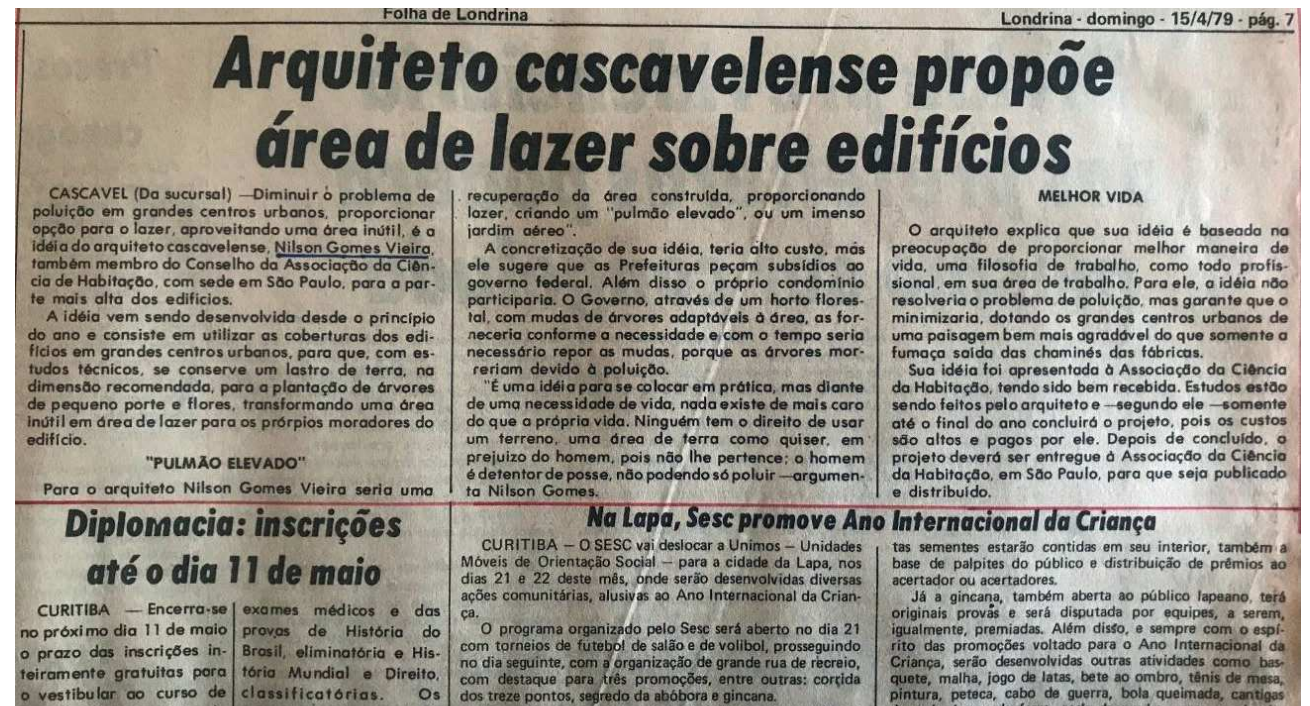 Folha de Londrina
Londrina - domingo - 15/4/79 - pág. 7
Arquiteto cascavelense propõe
área de lazer sobre edifícios
CASCAVEL (Da sucursal) —Diminuir o problema de
poluição em grandes centros urbanos, proporcionar
opção para o lazer, aproveitando uma área inútil, é a
idéia do arquiteto cascavelense, Nilson Gomes Vieira,
também membro do Conselho da Associação da Ciên-
cia de Habitação, com sede em São Paulo, para a par-
te mais alta dos edifícios.
A idéia vem sendo desenvolvida desde o princípio
do ano e consiste em utilizar as coberturas dos edi-
fícios em grandes centros urbanos, para que, com es-
tudos técnicos, se conserve um lastro de terra, na
dimensão recomendada, para a plantação de árvores
de pequeno porte e flores, transformando uma área
inútil em área de lazer para os prórpios moradores do
edifício.
"PULMÃO ELEVADO"
Para o arquiteto Nilson Gomes Vieira seria uma
recuperação da área construída, proporcionando
lazer, criando um "pulmão elevado", ou um imenso
jardim aéreo".
A concretização de sua idéia, teria alto custo, mas
ele sugere que as Prefeituras peçam subsídios ao
governo federal. Além disso o próprio condomínio
participaria. O Governo, através de um horto flores-
tal, com mudas de árvores adaptáveis à área, as for-
neceria conforme a necessidade e com o tempo seria
necessário repor as mudas, porque as árvores mor-
reriam devido à poluição.
"É uma idéia para se colocar em prática, mas diante
de uma necessidade de vida, nada existe de mais caro
do que a própria vida. Ninguém tem o direito de usar
um terreno, uma área de terra como quiser, em
prejuizo do homem, pois não lhe pertence; o homem
é detentor de posse, não podendo só poluir —argumen-
ta Nilson Gomes.
MELHOR VIDA
O arquiteto explica que sua idéia é baseada na
preocupação de proporcionar melhor maneira de
vida, uma filosofia de trabalho, como todo profis-
sional, em sua área de trabalho. Para ele, a idéia não
resolveria o problema de poluição, mas garante que o
minimizaria, dotando os grandes centros urbanos de
uma paisagem bem mais agradável do que somente a
fumaça saída das chaminés das fábricas.
Sua idéia foi apresentada à Associação da Ciência
da Habitação, tendo sido bem recebida. Estudos estão
sendo feitos pelo arquiteto e —segundo ele —somente
até o final do ano concluirá o projeto, pois os custos
são altos e pagos por ele. Depois de concluído, o
projeto deverá ser entregue à Associação da Ciência
da Habitação, em São Paulo, para que seja publicado
e distribuído.
Diplomacia: inscrições
até o dia 11 de maio
CURITIBA — Encerra-se
no próximo dia 11 de maio
o prazo das inscrições in-
teiramente gratuitas para
o vestibular ao curso de
exames médicos e das
provas de História do
Brasil, eliminatória e His-
tória Mundial e Direito,
classificatórias. Os
Na Lapa, Sesc promove Ano Internacional da Criança
CURITIBA — O SESC vai deslocar a Unimos — Unidades
Móveis de Orientação Social — para a cidade da Lapa, nos
dias 21 e 22 deste mês, onde serão desenvolvidas diversas
ações comunitárias, alusivas ao Ano Internacional da Crian-
ça.
O programa organizado pelo Sesc será aberto no dia 21
com torneios de futebol de salão e de volibol, prosseguindo
no dia seguinte, com a organização de grande rua de recreio,
com destaque para três promoções, entre outras: corrida
dos treze pontos, segredo da abóbora e gincana.
tas sementes estarão contidas em seu interior, também a
base de palpites do público e distribuição de prêmios ao
acertador ou acertadores.
Já a gincana, também aberta ao público lapeano, terá
originais provas e será disputada por equipes, a serem,
igualmente, premiadas. Além disso, e sempre com o espí-
rito das promoções voltado para o Ano Internacional da
Criança, serão desenvolvidas outras atividades como bas-
quete, malha, jogo de latas, bete ao ombro, tênis de mesa,
pintura, peteca, cabo de guerra, bola queimada, cantigas